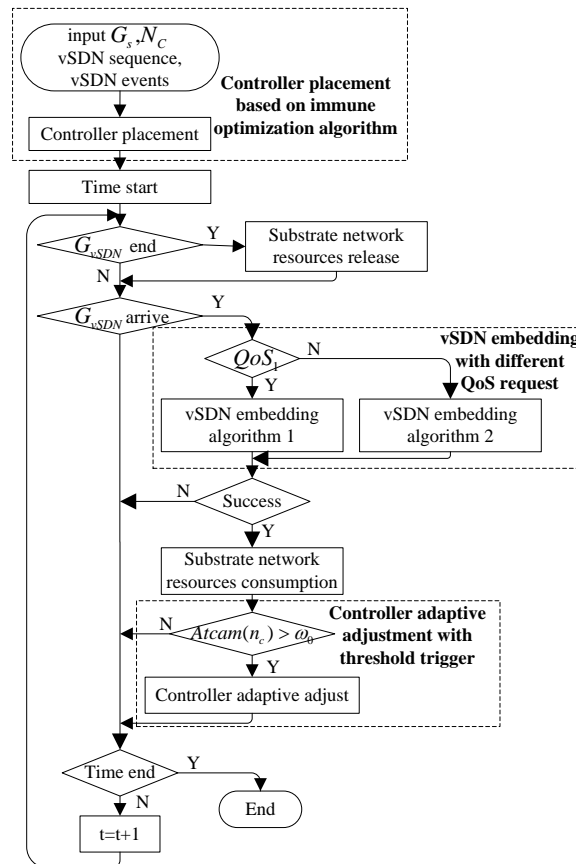 input G_s,N_C
vSDN sequence,
vSDN events
Controller placement
based on immune
optimization algorithm
Controller placement
Time start
G_vSDN end
Y
Substrate network
resources release
N
G_vSDN arrive
Y
vSDN embedding
with different
QoS request
QoS_1
N
Y
vSDN embedding
algorithm 1
vSDN embedding
algorithm 2
N
Success
Y
Substrate network
resources consumption
Controller adaptive
adjustment with
threshold trigger
N
Atcam(n_c) > ω_0
Y
Controller adaptive adjust
Time end
Y
N
End
t=t+1